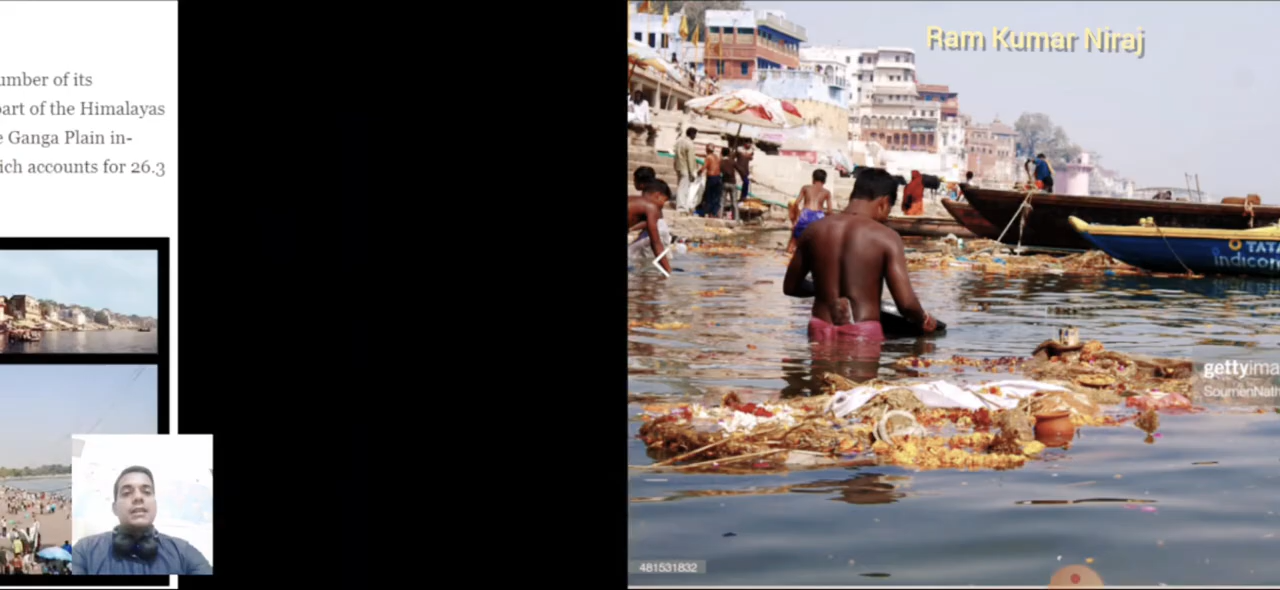 umber of its
part of the Himalayas
e Ganga Plain in-
ich accounts for 26.3
Ram Kumar Niraj
TATA
indicom
gettyima
SoumenNath
481531832